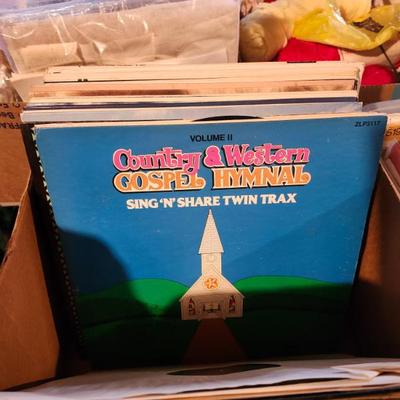 VOLUME II
ZLP3117
Country & Western
GOSPEL HYMNAL
SING 'N' SHARE TWIN TRAX